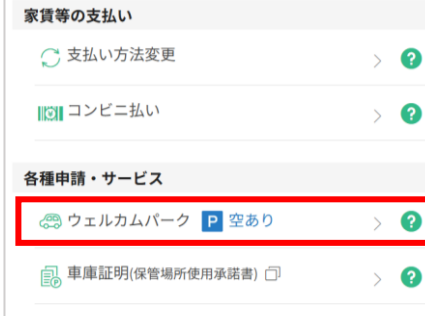 家賃等の支払い
支払い方法変更
?
コンビニ払い
?
各種申請・サービス
ウェルカムパーク P 空あり
?
車庫証明(保管場所使用承諾書)
?